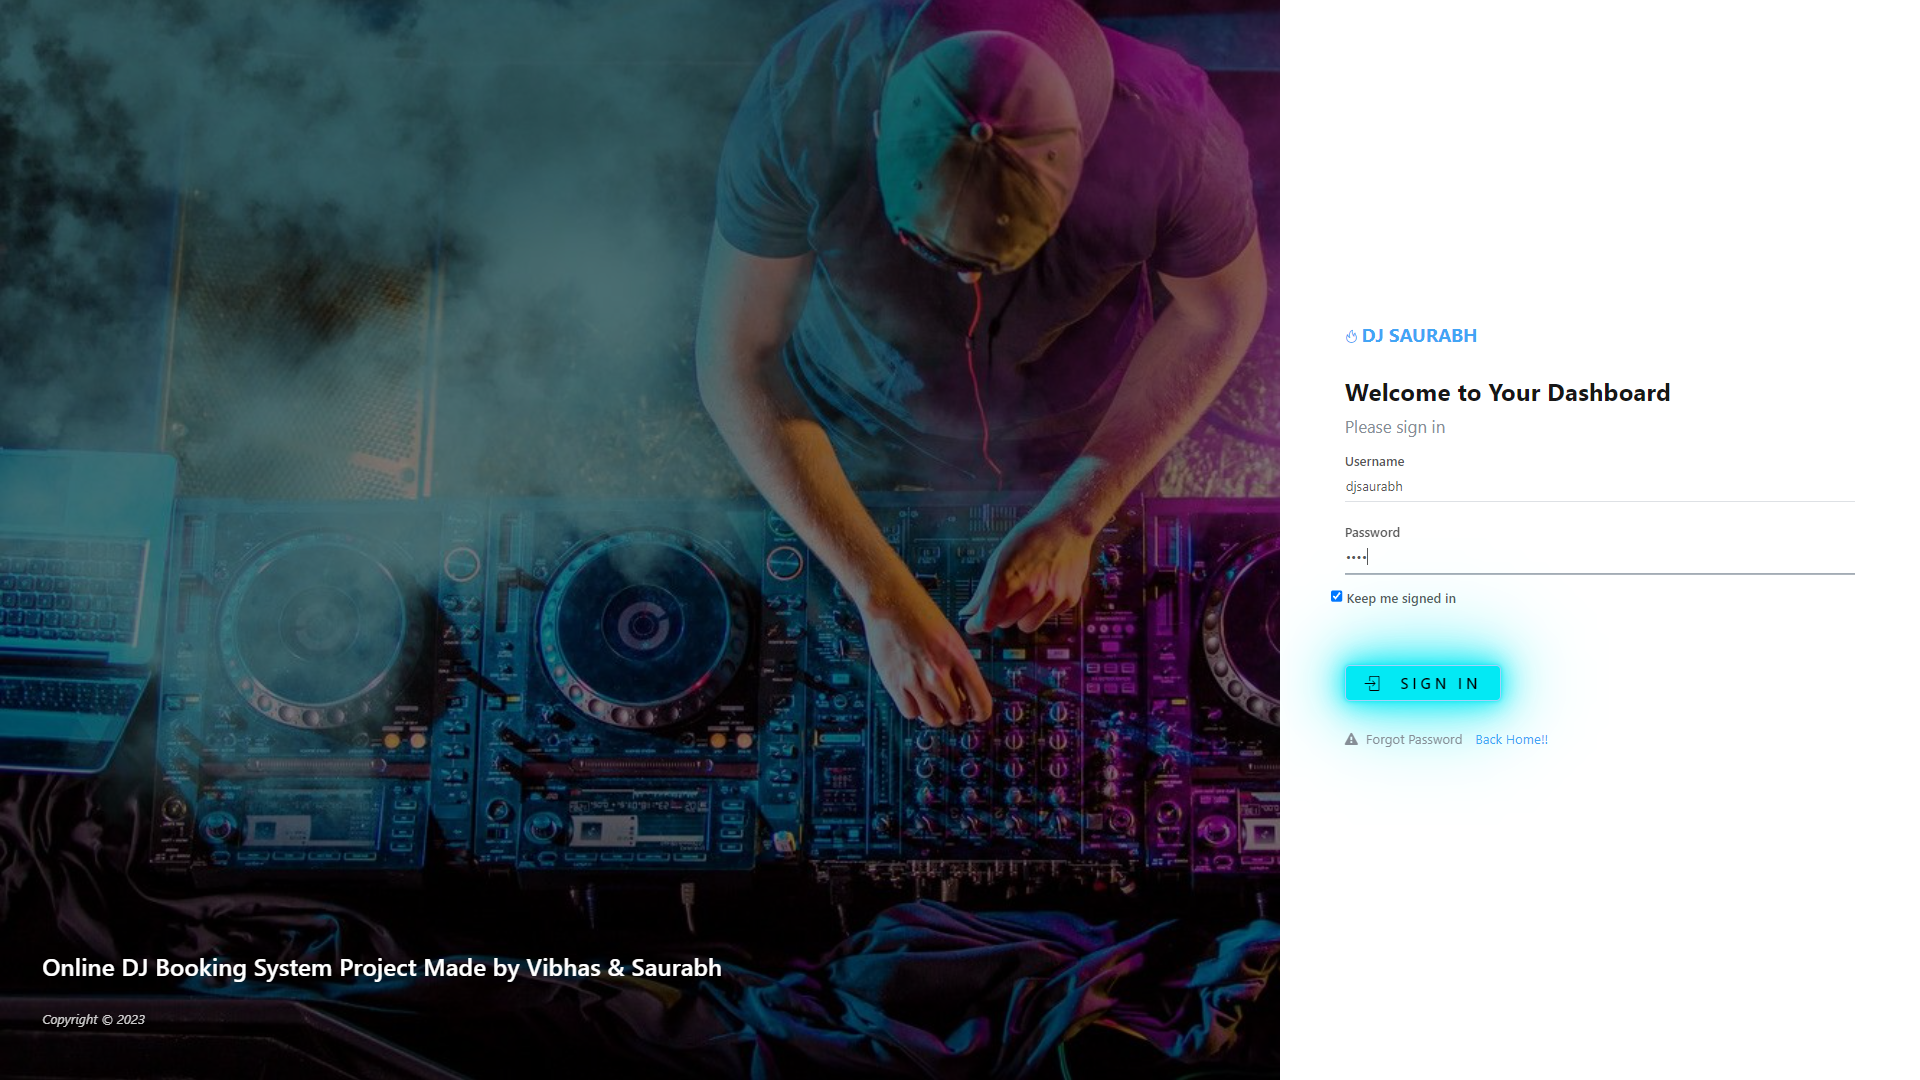 DJ SAURABH
Welcome to Your Dashboard
Please sign in
Username
djsaurabh
Password
••••
Keep me signed in
SIGN IN
Forgot Password Back Home!!
Online DJ Booking System Project Made by Vibhas & Saurabh
Copyright © 2023